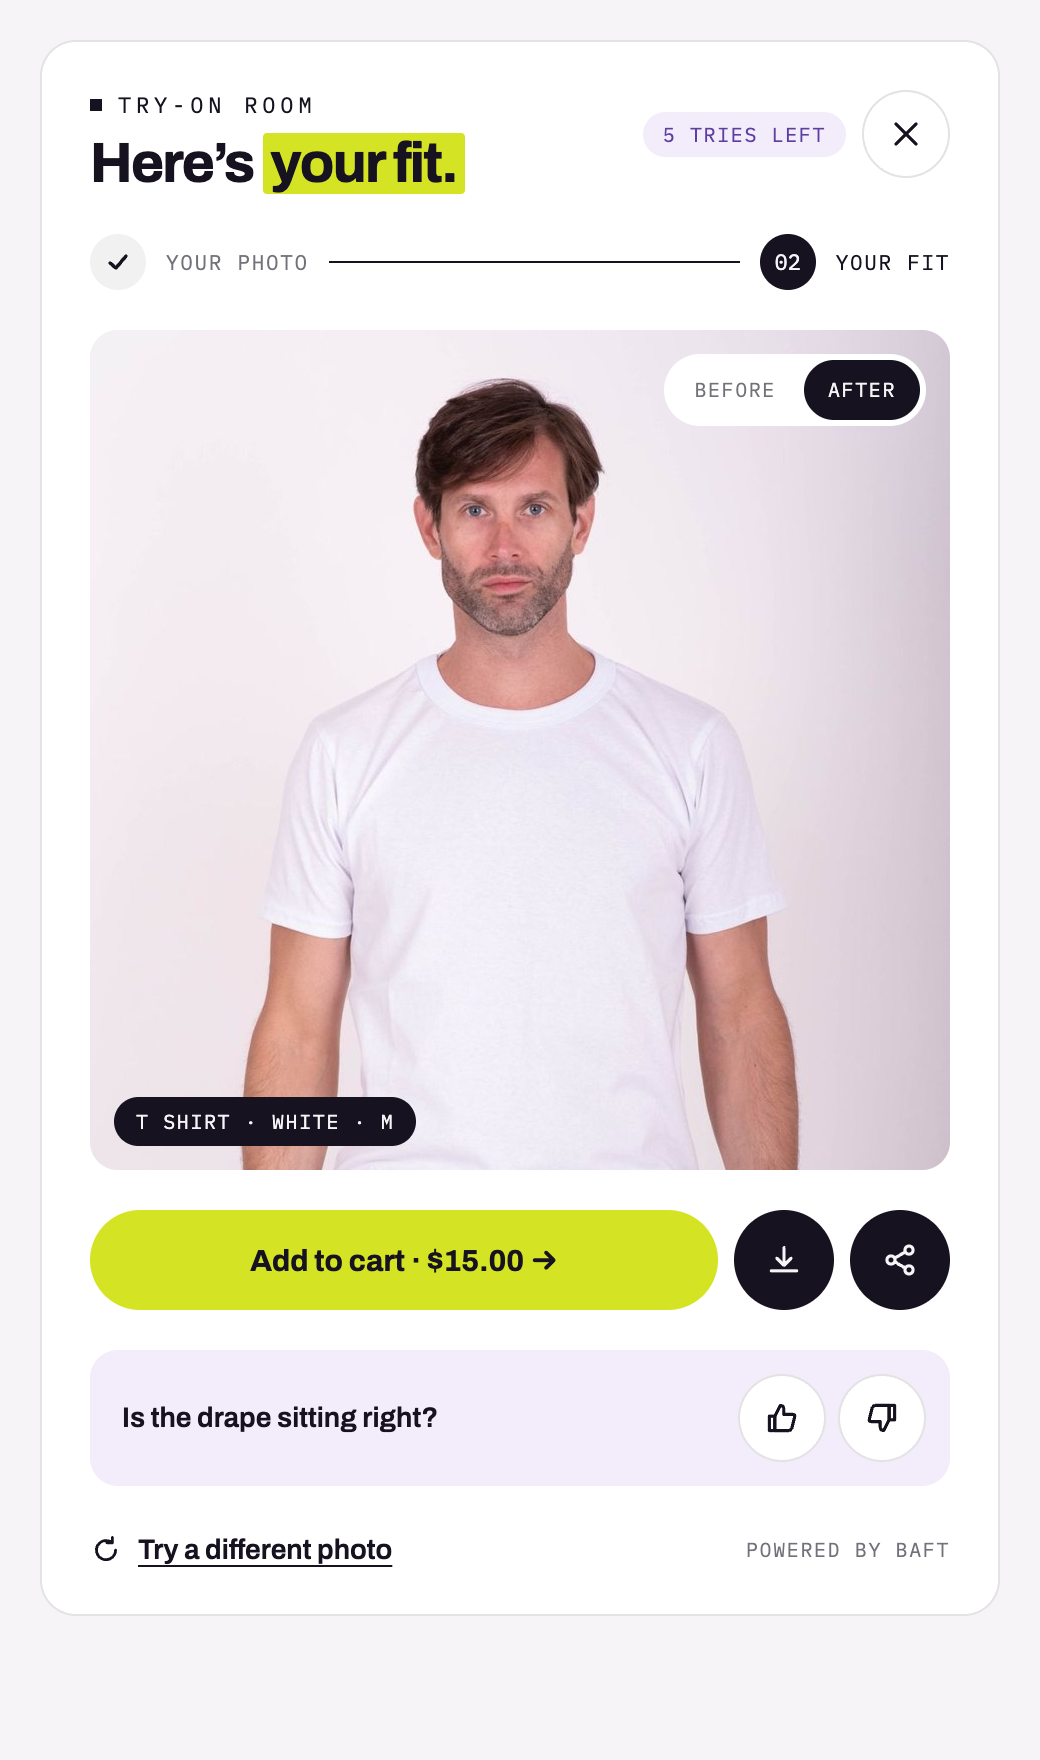 TRY-ON ROOM
Here’s your fit.
5 TRIES LEFT
YOUR PHOTO
02 YOUR FIT
BEFORE AFTER
T SHIRT · WHITE · M
Add to cart · $15.00 →
Is the drape sitting right?
Try a different photo
POWERED BY BAFT